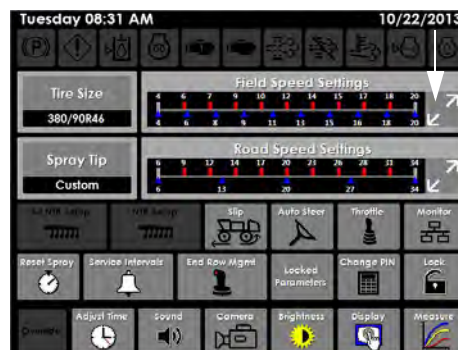 Tuesday 08:31 AM 10/22/2013
Tire Size
380/90R46
Field Speed Settings
4 6 7 9 10 12 14 15 17 18 20
4 6 8 9 11 13 14 15 16 18 20
Spray Tip
Custom
Road Speed Settings
6 9 12 14 17 20 23 26 28 31 34
6 13 20 27 34
Slip
Auto Steer
Throttle
Monitor
Reset Spray
Service Intervals
End Row Mgmt
Locked
Parameters
Change PIN
Lock
Adjust Time
Sound
Camera
Brightness
Display
Measure